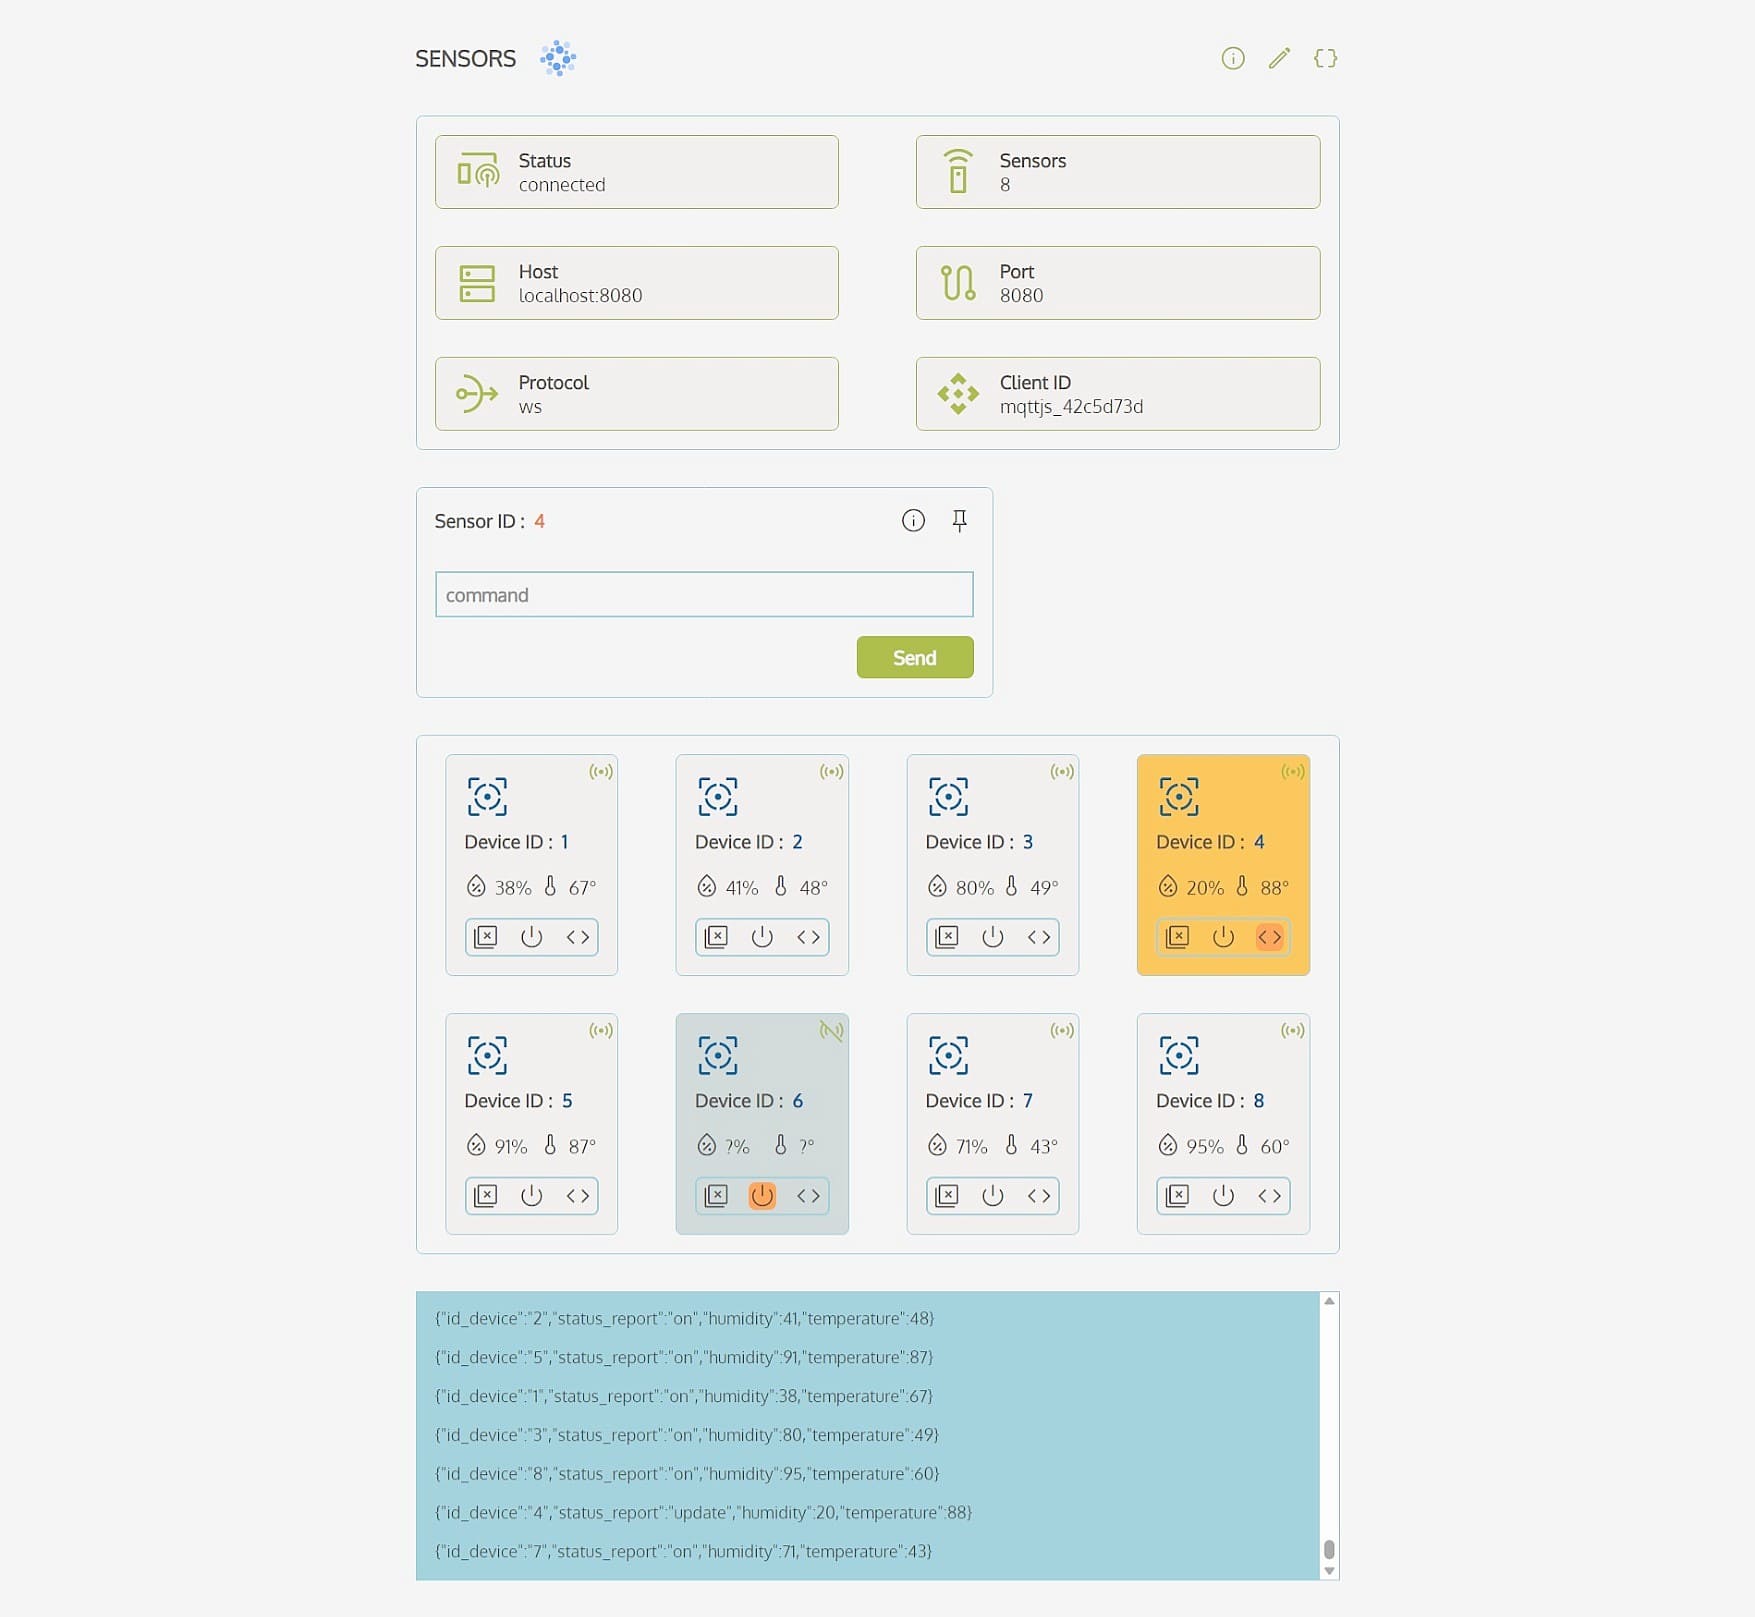 SENSORS
Status
connected
Sensors
8
Host
localhost:8080
Port
8080
Protocol
ws
Client ID
mqttjs_42c5d73d
Sensor ID : 4
command
Send
Device ID : 1
38% 67°
Device ID : 2
41% 48°
Device ID : 3
80% 49°
Device ID : 4
20% 88°
Device ID : 5
91% 87°
Device ID : 6
?% ?°
Device ID : 7
71% 43°
Device ID : 8
95% 60°
{"id_device":"2","status_report":"on","humidity":41,"temperature":48}
{"id_device":"5","status_report":"on","humidity":91,"temperature":87}
{"id_device":"1","status_report":"on","humidity":38,"temperature":67}
{"id_device":"3","status_report":"on","humidity":80,"temperature":49}
{"id_device":"8","status_report":"on","humidity":95,"temperature":60}
{"id_device":"4","status_report":"update","humidity":20,"temperature":88}
{"id_device":"7","status_report":"on","humidity":71,"temperature":43}